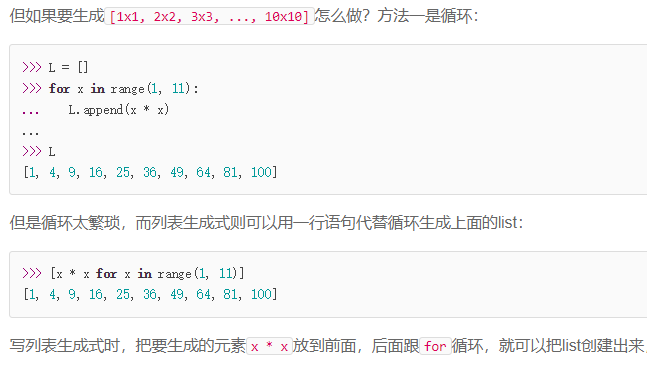 但如果要生成[1x1, 2x2, 3x3, ..., 10x10]怎么做？方法一是循环：
>>> L = []
>>> for x in range(1, 11):
...    L.append(x * x)
...
>>> L
[1, 4, 9, 16, 25, 36, 49, 64, 81, 100]
但是循环太繁琐，而列表生成式则可以用一行语句代替循环生成上面的list：
>>> [x * x for x in range(1, 11)]
[1, 4, 9, 16, 25, 36, 49, 64, 81, 100]
写列表生成式时，把要生成的元素x * x放到前面，后面跟for循环，就可以把list创建出来，